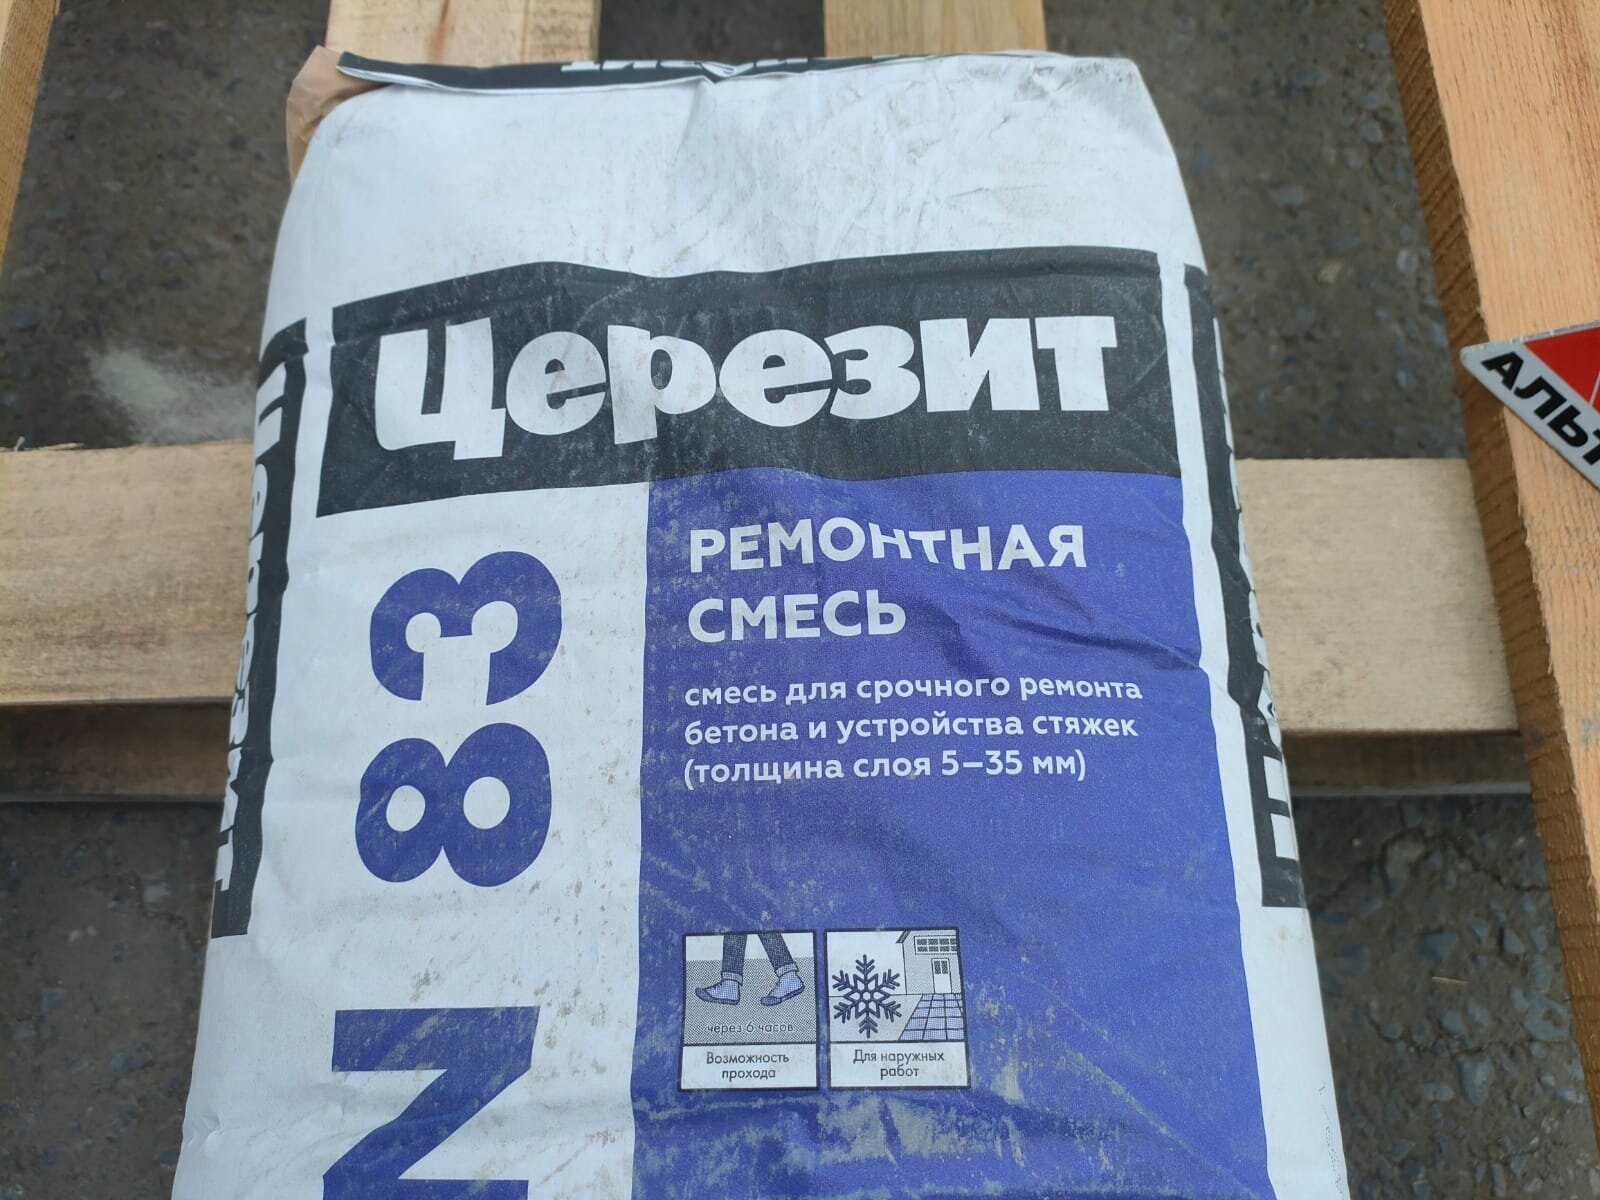 Церезит
N 83
РЕМОНТНАЯ
СМЕСЬ
смесь для срочного ремонта
бетона и устройства стяжек
(толщина слоя 5–35 мм)
через 6 часов
Возможность
прохода
Для наружных
работ
АЛЬТ